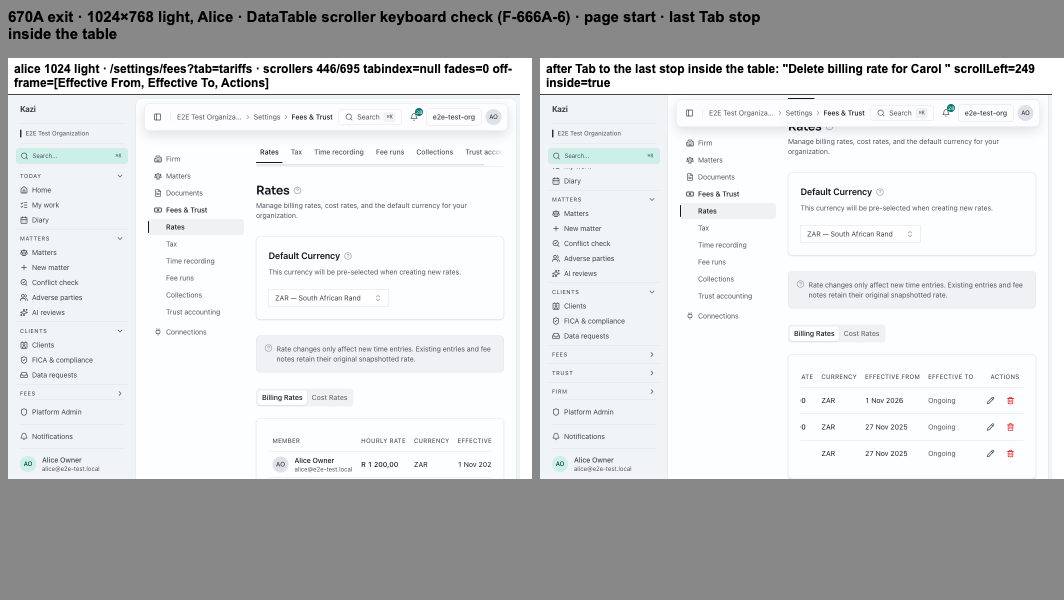 670A exit · 1024×768 light, Alice · DataTable scroller keyboard check (F-666A-6) · page start · last Tab stop
inside the table
alice 1024 light · /settings/fees?tab=tariffs · scrollers 446/695 tabindex=null fades=0 off-
frame=[Effective From, Effective To, Actions]
Kazi
E2E Test Organization
Search... ⌘K
TODAY
Home
My work
Diary
MATTERS
Matters
New matter
Conflict check
Adverse parties
AI reviews
CLIENTS
Clients
FICA & compliance
Data requests
FEES
Platform Admin
Notifications
AO Alice Owner
alice@e2e-test.local
E2E Test Organiza... > Settings > Fees & Trust
Search ⌘K
e2e-test-org
AO
Firm
Matters
Documents
Fees & Trust
Rates
Tax
Time recording
Fee runs
Collections
Trust accounting
Connections
Rates Tax Time recording Fee runs Collections Trust acco
Rates
Manage billing rates, cost rates, and the default currency for your
organization.
Default Currency
This currency will be pre-selected when creating new rates.
ZAR — South African Rand
Rate changes only affect new time entries. Existing entries and fee
notes retain their original snapshotted rate.
Billing Rates Cost Rates
MEMBER HOURLY RATE CURRENCY EFFECTIVE
AO Alice Owner R 1 200,00 ZAR 1 Nov 202
alice@e2e-test.local
after Tab to the last stop inside the table: "Delete billing rate for Carol " scrollLeft=249
inside=true
Kazi
E2E Test Organization
Search... ⌘K
Diary
MATTERS
Matters
New matter
Conflict check
Adverse parties
AI reviews
CLIENTS
Clients
FICA & compliance
Data requests
FEES
TRUST
FIRM
Platform Admin
Notifications
AO Alice Owner
alice@e2e-test.local
E2E Test Organiza... > Settings > Fees & Trust
Search ⌘K
e2e-test-org
AO
Firm
Matters
Documents
Fees & Trust
Rates
Tax
Time recording
Fee runs
Collections
Trust accounting
Connections
Rates
Manage billing rates, cost rates, and the default currency for your
organization.
Default Currency
This currency will be pre-selected when creating new rates.
ZAR — South African Rand
Rate changes only affect new time entries. Existing entries and fee
notes retain their original snapshotted rate.
Billing Rates Cost Rates
ATE CURRENCY EFFECTIVE FROM EFFECTIVE TO ACTIONS
0 ZAR 1 Nov 2026 Ongoing
0 ZAR 27 Nov 2025 Ongoing
ZAR 27 Nov 2025 Ongoing